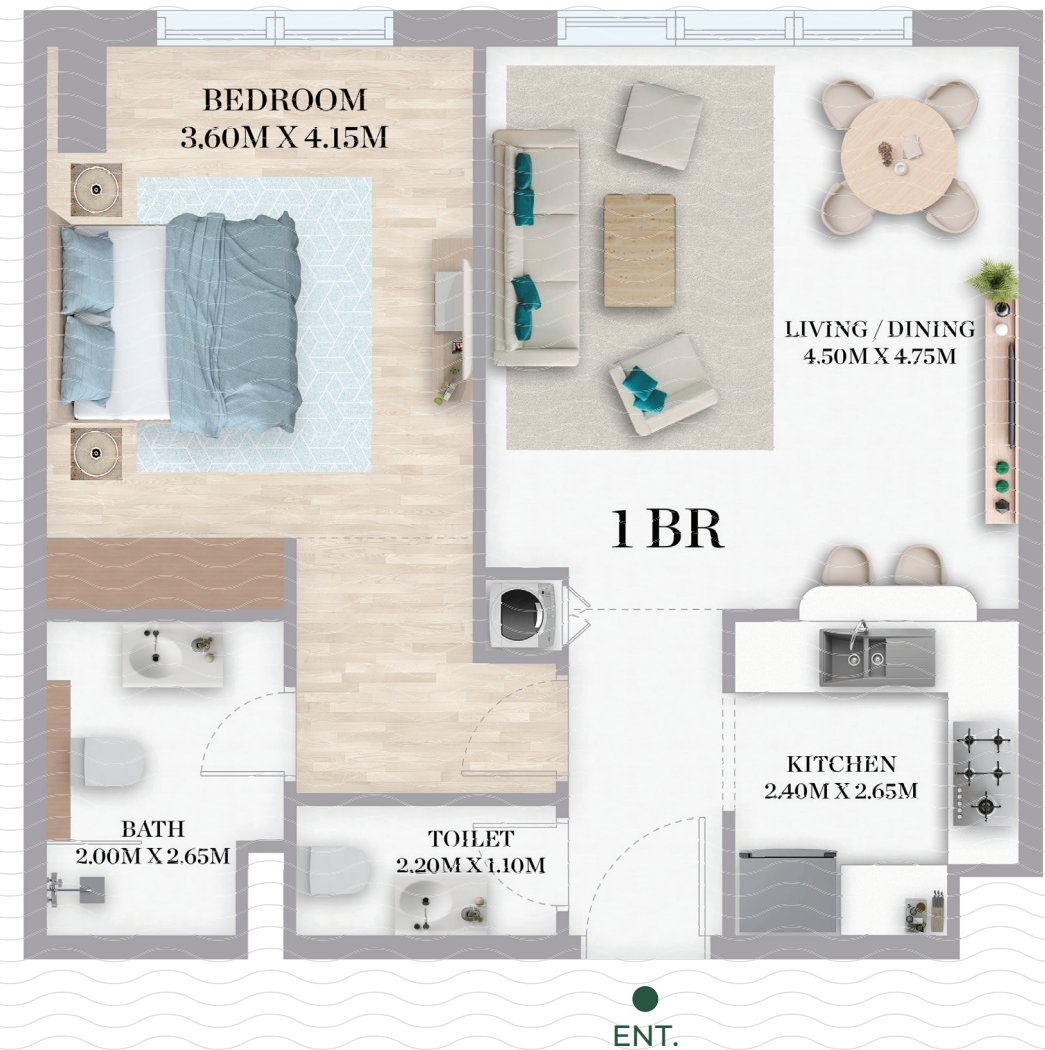 BEDROOM
3.60M X 4.15M
LIVING / DINING
4.50M X 4.75M
1 BR
KITCHEN
2.40M X 2.65M
BATH
2.00M X 2.65M
TOILET
2.20M X 1.10M
ENT.